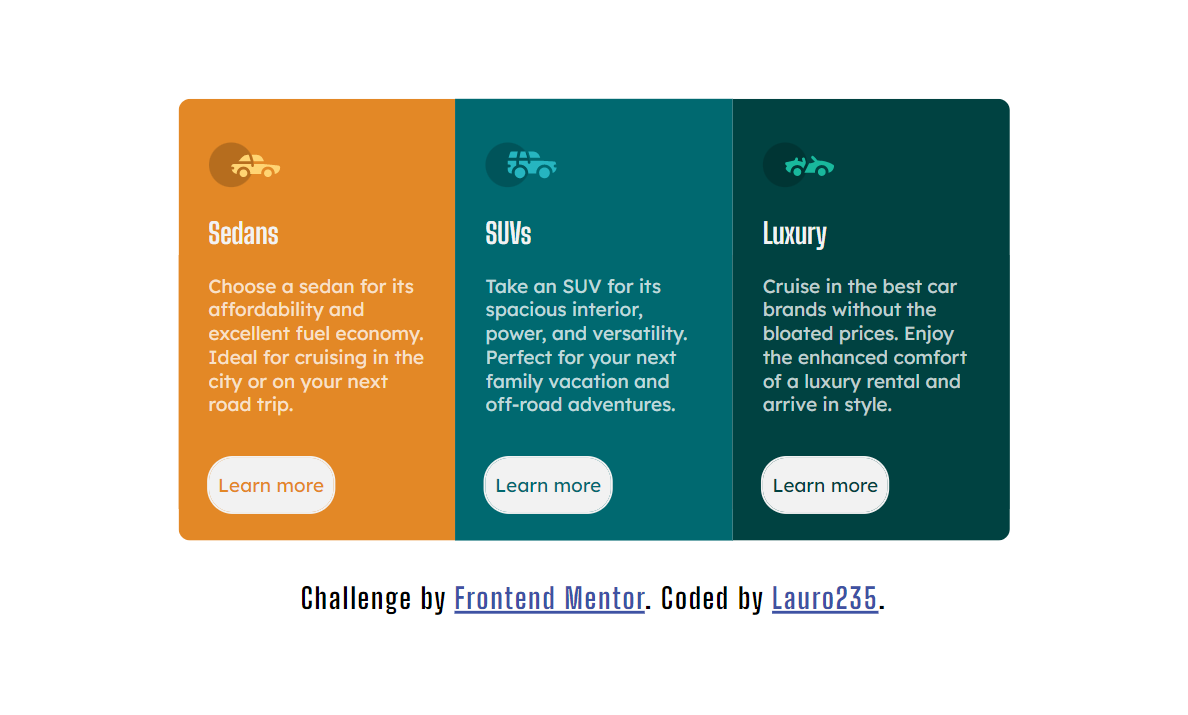 Sedans
Choose a sedan for its
affordability and
excellent fuel economy.
Ideal for cruising in the
city or on your next
road trip.
Learn more
SUVs
Take an SUV for its
spacious interior,
power, and versatility.
Perfect for your next
family vacation and
off-road adventures.
Learn more
Luxury
Cruise in the best car
brands without the
bloated prices. Enjoy
the enhanced comfort
of a luxury rental and
arrive in style.
Learn more
Challenge by Frontend Mentor. Coded by Lauro235.